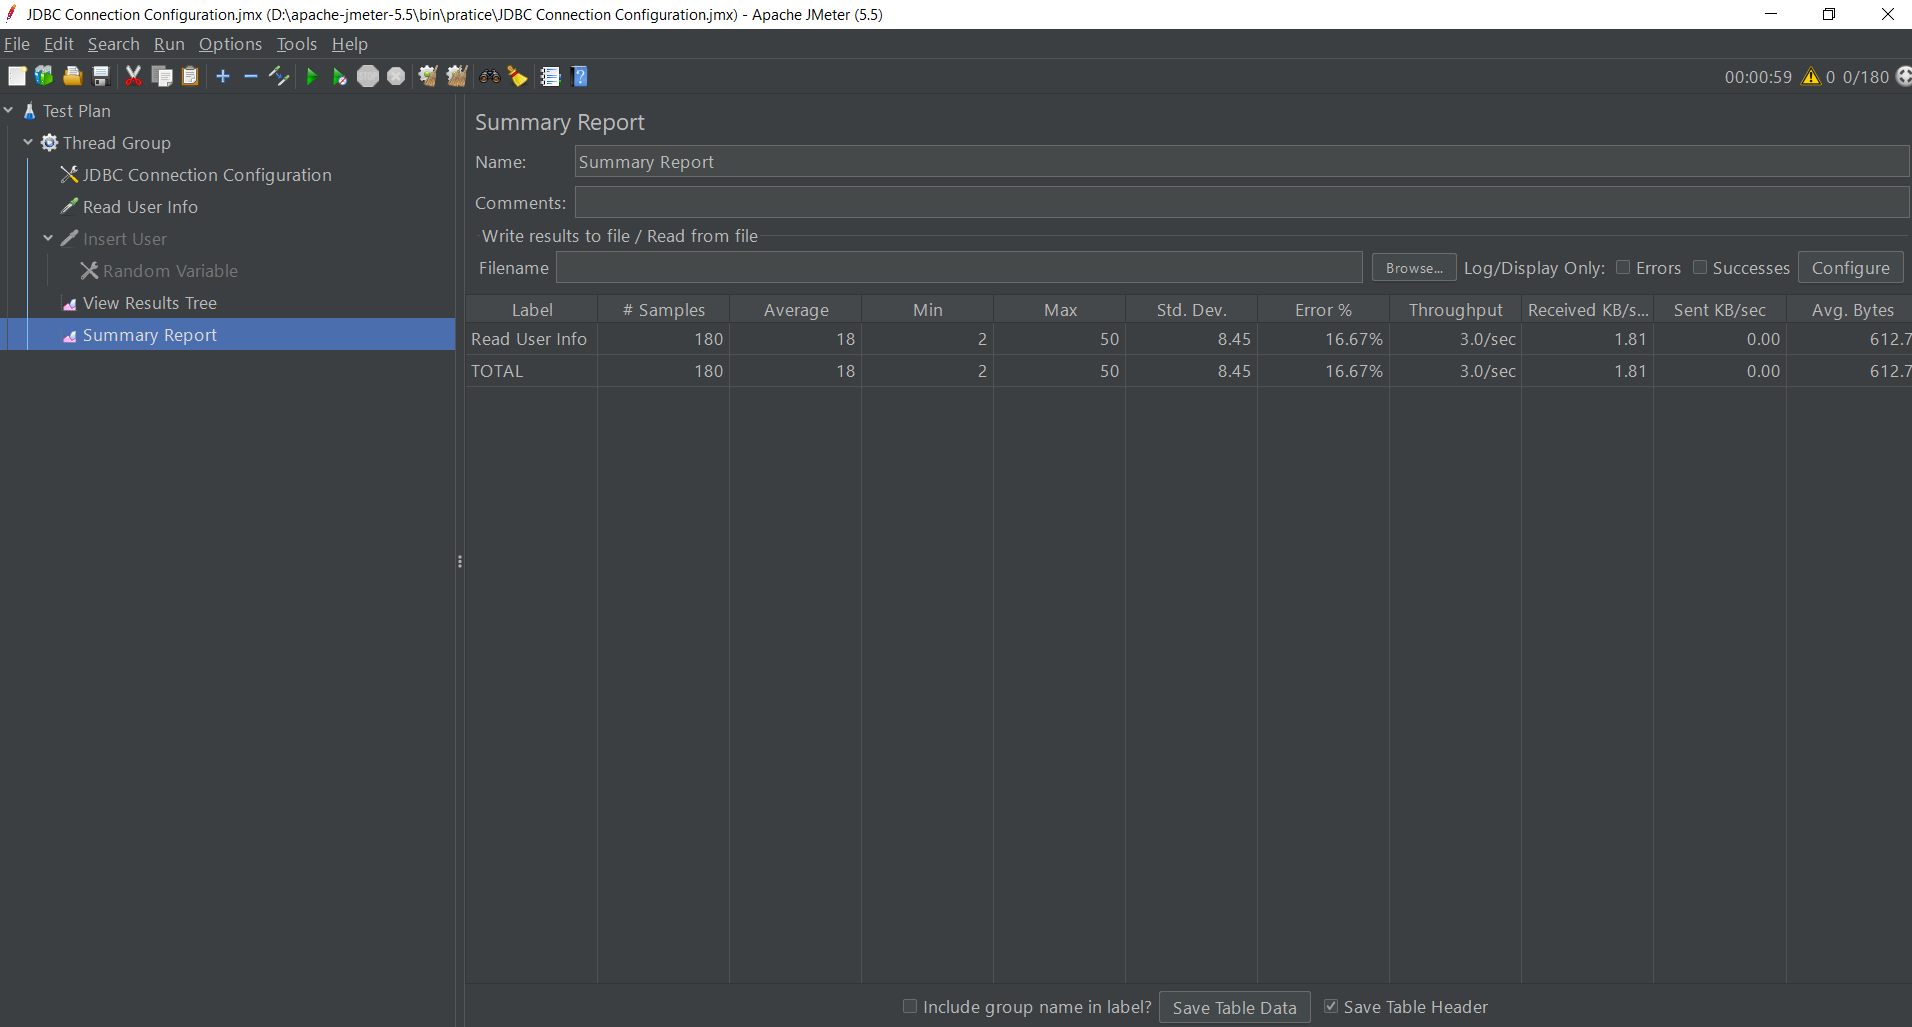 JDBC Connection Configuration.jmx (D:\apache-jmeter-5.5\bin\pratice\JDBC Connection Configuration.jmx) - Apache JMeter (5.5)
File Edit Search Run Options Tools Help
STOP 00:00:59 0 0/180
Test Plan
Thread Group
JDBC Connection Configuration
Read User Info
Insert User
Random Variable
View Results Tree
Summary Report
Summary Report
Name: Summary Report
Comments:
Write results to file / Read from file
Filename Browse... Log/Display Only: Errors Successes Configure
Label # Samples Average Min Max Std. Dev. Error % Throughput Received KB/s... Sent KB/sec Avg. Bytes
Read User Info 180 18 2 50 8.45 16.67% 3.0/sec 1.81 0.00 612.7
TOTAL 180 18 2 50 8.45 16.67% 3.0/sec 1.81 0.00 612.7
Include group name in label? Save Table Data Save Table Header